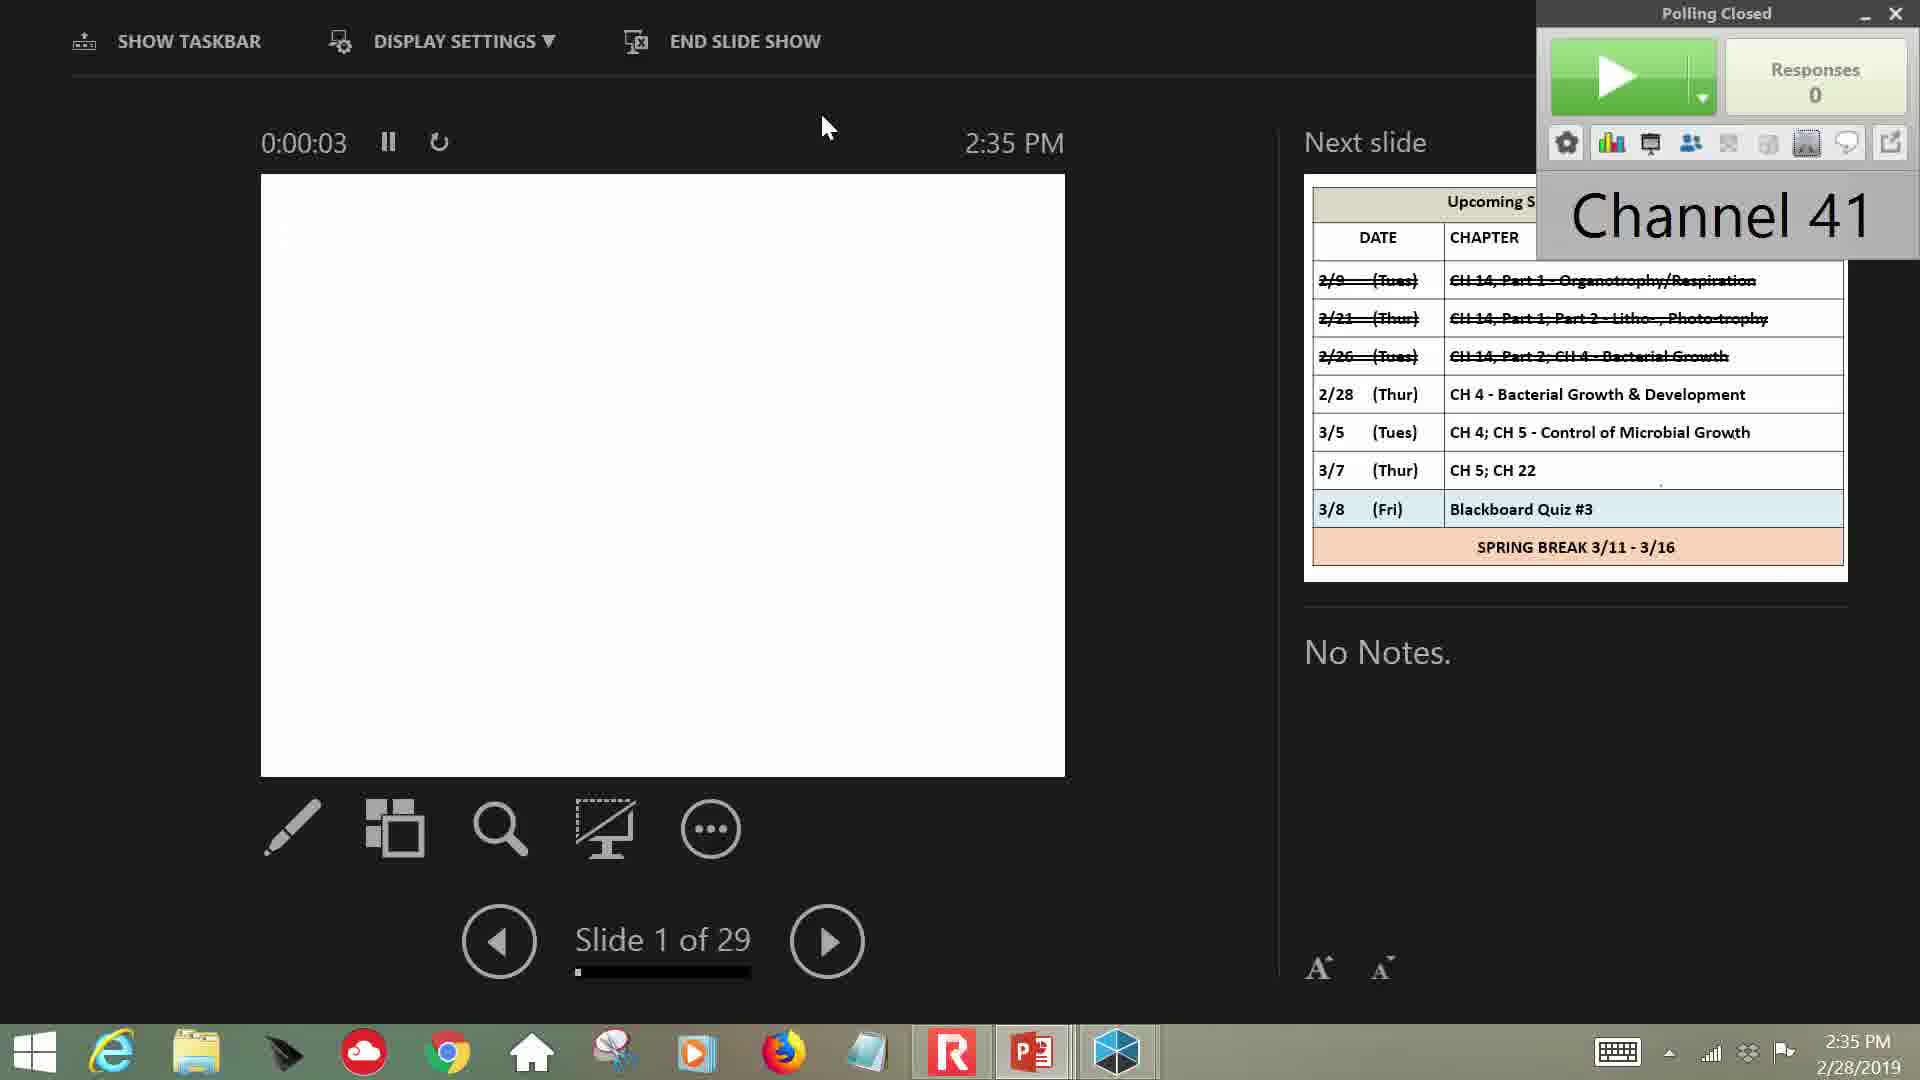 SHOW TASKBAR DISPLAY SETTINGS ▼ END SLIDE SHOW
Polling Closed
Responses
0
Channel 41
0:00:03 2:35 PM
Next slide
Upcoming S
DATE CHAPTER
2/9 (Tues) CH 14, Part 1 - Organotrophy/Respiration
2/21 (Thur) CH 14, Part 1; Part 2 - Litho- , Photo-trophy
2/26 (Tues) CH 14, Part 2; CH 4 - Bacterial Growth
2/28 (Thur) CH 4 - Bacterial Growth & Development
3/5 (Tues) CH 4; CH 5 - Control of Microbial Growth
3/7 (Thur) CH 5; CH 22
3/8 (Fri) Blackboard Quiz #3
SPRING BREAK 3/11 - 3/16
No Notes.
Slide 1 of 29
A A
2:35 PM
2/28/2019